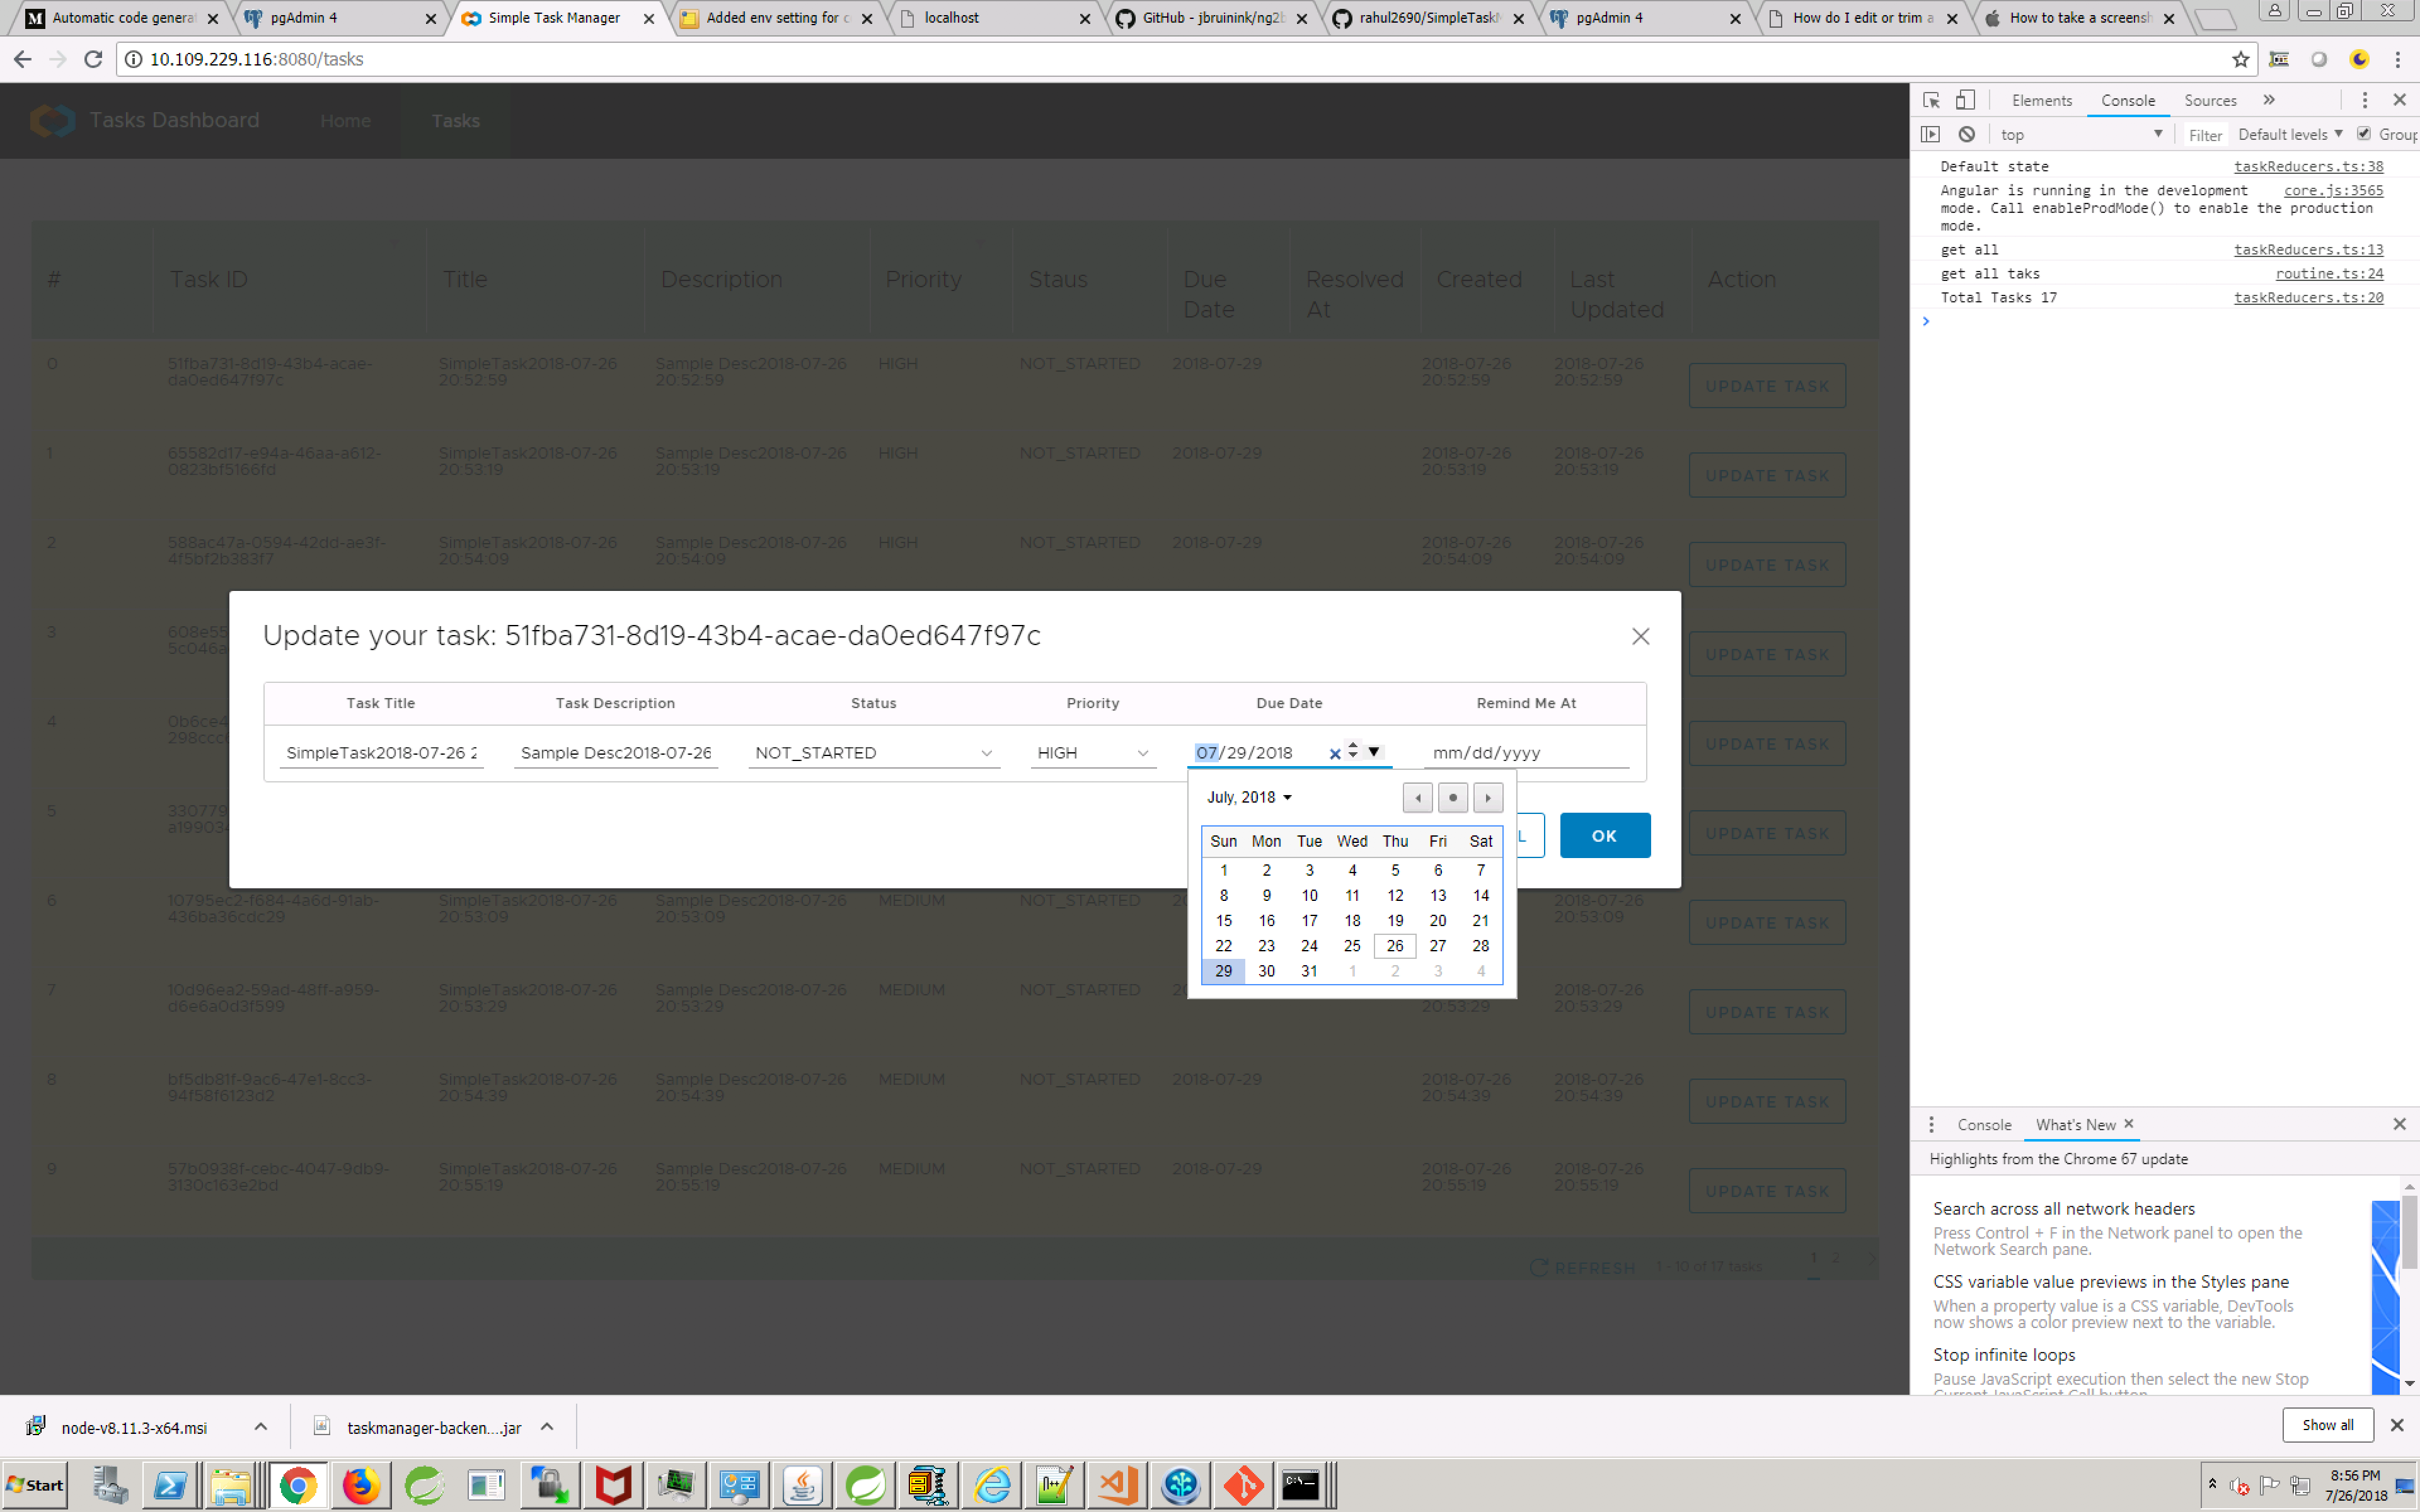 Automatic code genera
pgAdmin 4
Simple Task Manager
Added env setting for c
localhost
GitHub - jbruinink/ng2b
rahul2690/SimpleTaskM
pgAdmin 4
How do I edit or trim a
How to take a screensh
10.109.229.116:8080/tasks
Tasks Dashboard Home Tasks
# Task ID Title Description Priority Staus Due Date Resolved At Created Last Updated Action
0 51fba731-8d19-43b4-acae-da0ed647f97c SimpleTask2018-07-26 20:52:59 Sample Desc2018-07-26 20:52:59 HIGH NOT_STARTED 2018-07-29 2018-07-26 20:52:59 2018-07-26 20:52:59 UPDATE TASK
1 65582d17-e94a-46aa-a612-0823bf5166fd SimpleTask2018-07-26 20:53:19 Sample Desc2018-07-26 20:53:19 HIGH NOT_STARTED 2018-07-29 2018-07-26 20:53:19 2018-07-26 20:53:19 UPDATE TASK
2 588ac47a-0594-42dd-ae3f-4f5bf2b383f7 SimpleTask2018-07-26 20:54:09 Sample Desc2018-07-26 20:54:09 HIGH NOT_STARTED 2018-07-29 2018-07-26 20:54:09 2018-07-26 20:54:09 UPDATE TASK
3 UPDATE TASK
4 UPDATE TASK
5 UPDATE TASK
Update your task: 51fba731-8d19-43b4-acae-da0ed647f97c
Task Title Task Description Status Priority Due Date Remind Me At
SimpleTask2018-07-26 2 Sample Desc2018-07-26 NOT_STARTED HIGH 07/29/2018 mm/dd/yyyy
July, 2018
L OK
Sun Mon Tue Wed Thu Fri Sat
1 2 3 4 5 6 7
8 9 10 11 12 13 14
15 16 17 18 19 20 21
22 23 24 25 26 27 28
29 30 31 1 2 3 4
6 10795ec2-f684-4a6d-91ab-436ba36cdc29 SimpleTask2018-07-26 20:53:09 Sample Desc2018-07-26 20:53:09 MEDIUM NOT_STARTED 2018-07-26 20:53:09 UPDATE TASK
7 10d96ea2-59ad-48ff-a959-d6e6a0d3f599 SimpleTask2018-07-26 20:53:29 Sample Desc2018-07-26 20:53:29 MEDIUM NOT_STARTED 20:53:29 2018-07-26 20:53:29 UPDATE TASK
8 bf5db81f-9ac6-47e1-8cc3-94f58f6123d2 SimpleTask2018-07-26 20:54:39 Sample Desc2018-07-26 20:54:39 MEDIUM NOT_STARTED 2018-07-29 2018-07-26 20:54:39 2018-07-26 20:54:39 UPDATE TASK
9 57b0938f-cebc-4047-9db9-3130c163e2bd SimpleTask2018-07-26 20:55:19 Sample Desc2018-07-26 20:55:19 MEDIUM NOT_STARTED 2018-07-29 2018-07-26 20:55:19 2018-07-26 20:55:19 UPDATE TASK
REFRESH 1 - 10 of 17 tasks 1 2
Elements Console Sources
top Filter Default levels Group
Default state taskReducers.ts:38
Angular is running in the development core.js:3565
mode. Call enableProdMode() to enable the production
mode.
get all taskReducers.ts:13
get all taks routine.ts:24
Total Tasks 17 taskReducers.ts:20
Console What's New
Highlights from the Chrome 67 update
Search across all network headers
Press Control + F in the Network panel to open the
Network Search pane.
CSS variable value previews in the Styles pane
When a property value is a CSS variable, DevTools
now shows a color preview next to the variable.
Stop infinite loops
Pause JavaScript execution then select the new Stop
Current JavaScript Call button
node-v8.11.3-x64.msi taskmanager-backen....jar Show all
Start 8:56 PM
7/26/2018